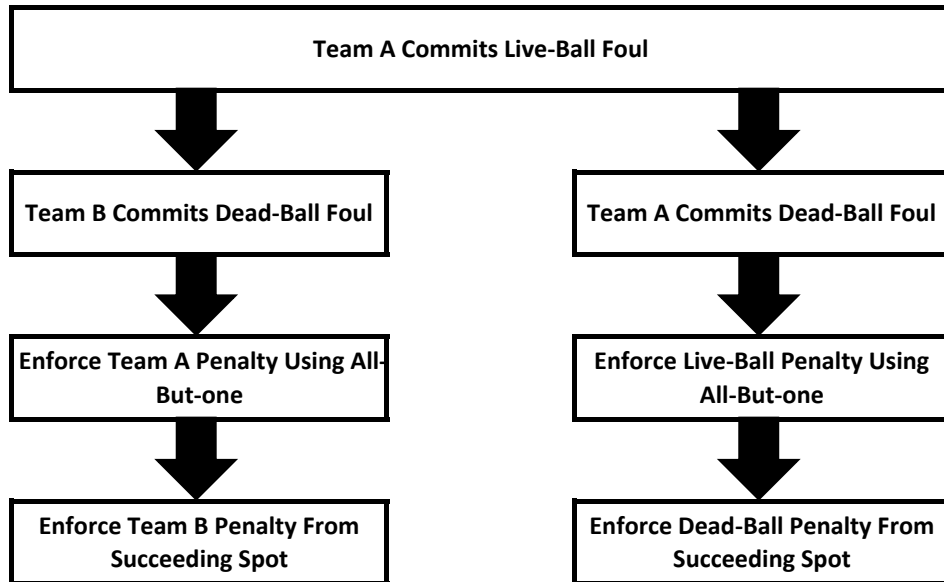 Team A Commits Live-Ball Foul
Team B Commits Dead-Ball Foul
Team A Commits Dead-Ball Foul
Enforce Team A Penalty Using All-
But-one
Enforce Live-Ball Penalty Using
All-But-one
Enforce Team B Penalty From
Succeeding Spot
Enforce Dead-Ball Penalty From
Succeeding Spot